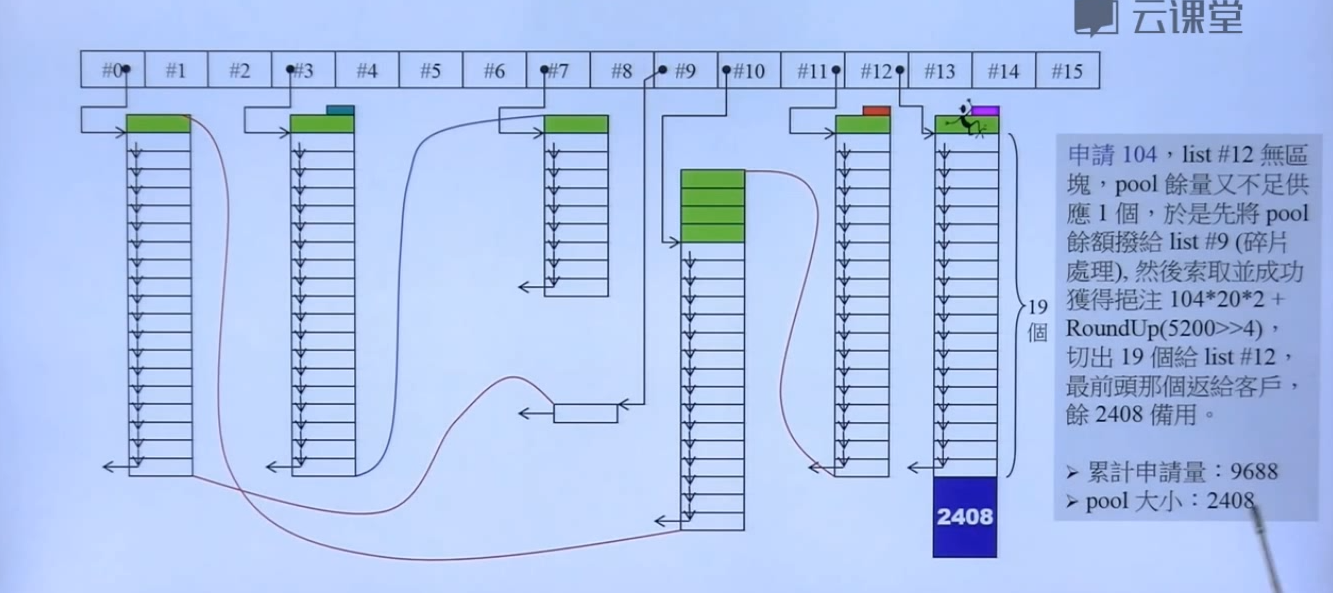 云课堂
#0 #1 #2 #3 #4 #5 #6 #7 #8 #9 #10 #11 #12 #13 #14 #15
申請 104，list #12 無區
塊，pool 餘量又不足供
應 1 個，於是先將 pool
餘額撥給 list #9 (碎片
處理), 然後索取並成功
獲得挹注 104*20*2 +
RoundUp(5200>>4)，
切出 19 個給 list #12，
最前頭那個返給客戶，
餘 2408 備用。
➢ 累計申請量：9688
➢ pool 大小：2408
19
個
2408